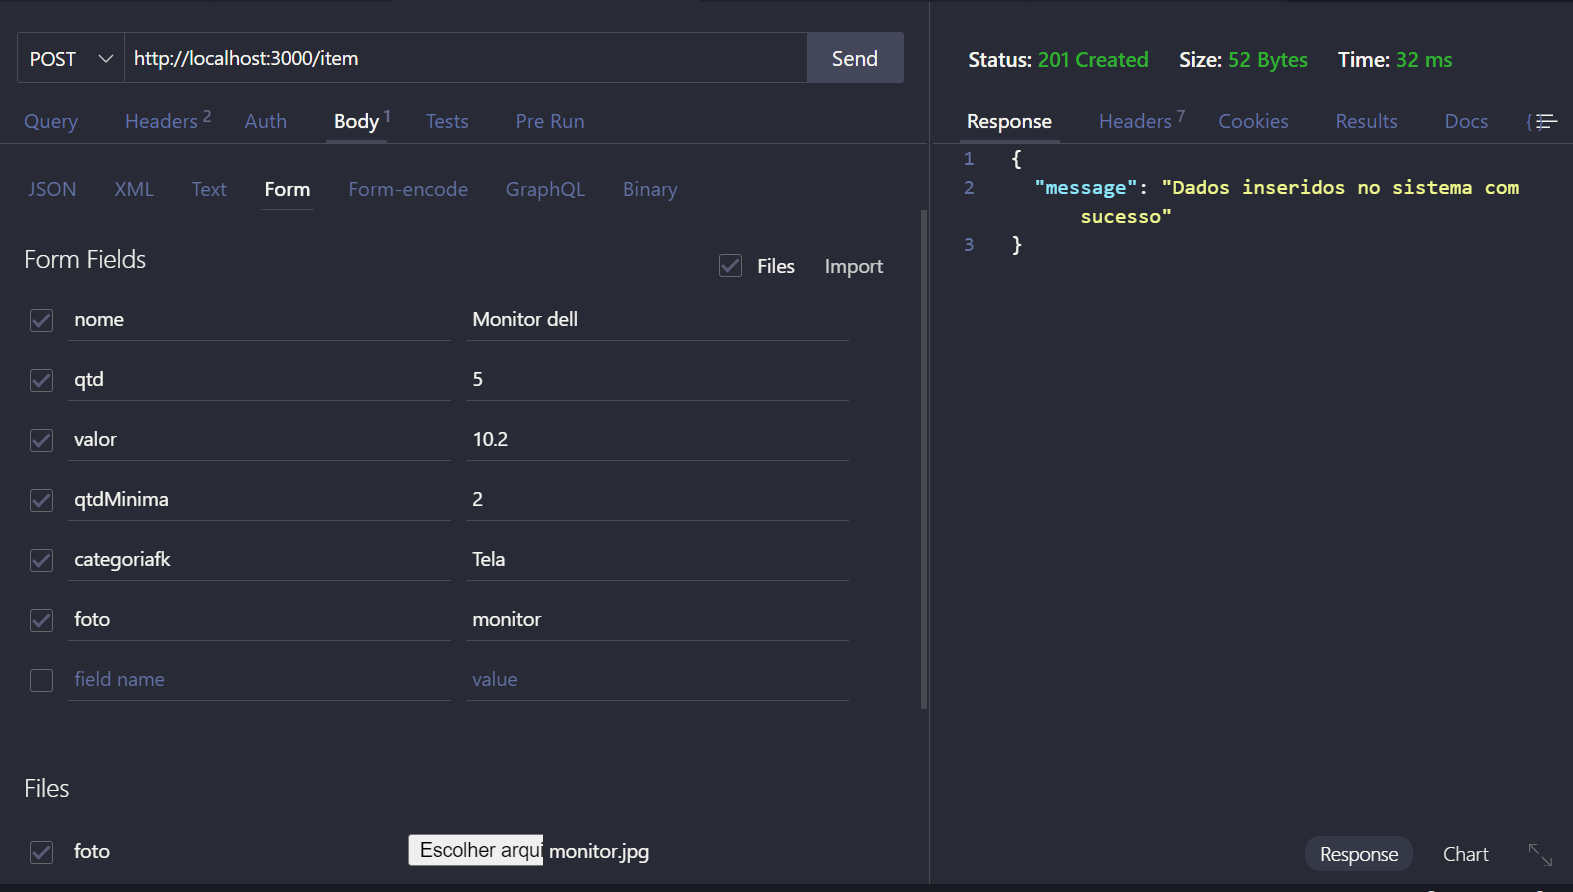 POST http://localhost:3000/item Send
Query Headers 2 Auth Body 1 Tests Pre Run
JSON XML Text Form Form-encode GraphQL Binary
Form Fields
Files Import
nome Monitor dell
qtd 5
valor 10.2
qtdMinima 2
categoriafk Tela
foto monitor
field name value
Files
foto Escolher arqui monitor.jpg
Status: 201 Created Size: 52 Bytes Time: 32 ms
Response Headers 7 Cookies Results Docs {
1 {
2 "message": "Dados inseridos no sistema com
sucesso"
3 }
Response Chart